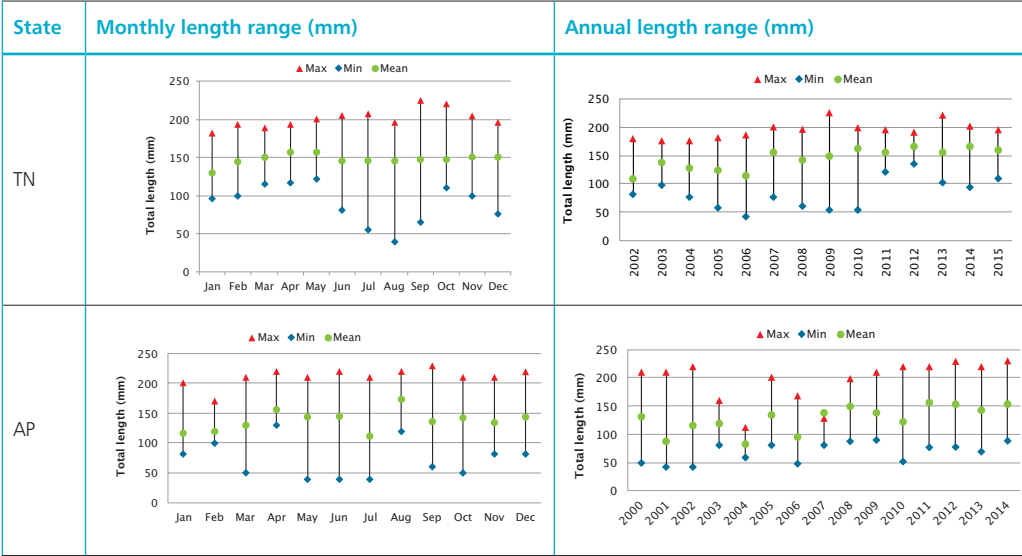 State Monthly length range (mm) Annual length range (mm)
TN
Max Min Mean
Total length (mm)
250
200
150
100
50
0
Jan Feb Mar Apr May Jun Jul Aug Sep Oct Nov Dec
Max Min Mean
Total length (mm)
250
200
150
100
50
0
2002 2003 2004 2005 2006 2007 2008 2009 2010 2011 2012 2013 2014 2015
AP
Max Min Mean
Total length (mm)
250
200
150
100
50
0
Jan Feb Mar Apr May Jun Jul Aug Sep Oct Nov Dec
Max Min Mean
Total length (mm)
250
200
150
100
50
0
2000 2001 2002 2003 2004 2005 2006 2007 2008 2009 2010 2011 2012 2013 2014